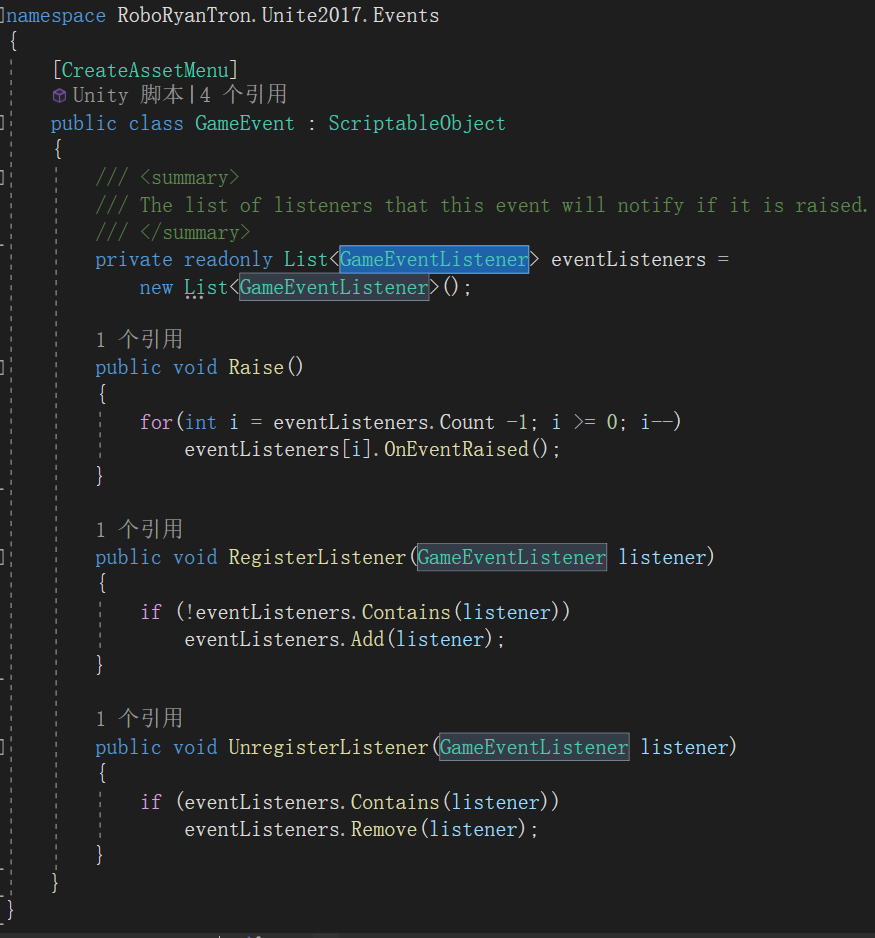 namespace RoboRyanTron.Unite2017.Events
{
[CreateAssetMenu]
Unity 脚本|4 个引用
public class GameEvent : ScriptableObject
{
/// <summary>
/// The list of listeners that this event will notify if it is raised.
/// </summary>
private readonly List<GameEventListener> eventListeners =
new List<GameEventListener>();
1 个引用
public void Raise()
{
for(int i = eventListeners.Count -1; i >= 0; i--)
eventListeners[i].OnEventRaised();
}
1 个引用
public void RegisterListener(GameEventListener listener)
{
if (!eventListeners.Contains(listener))
eventListeners.Add(listener);
}
1 个引用
public void UnregisterListener(GameEventListener listener)
{
if (eventListeners.Contains(listener))
eventListeners.Remove(listener);
}
}
}